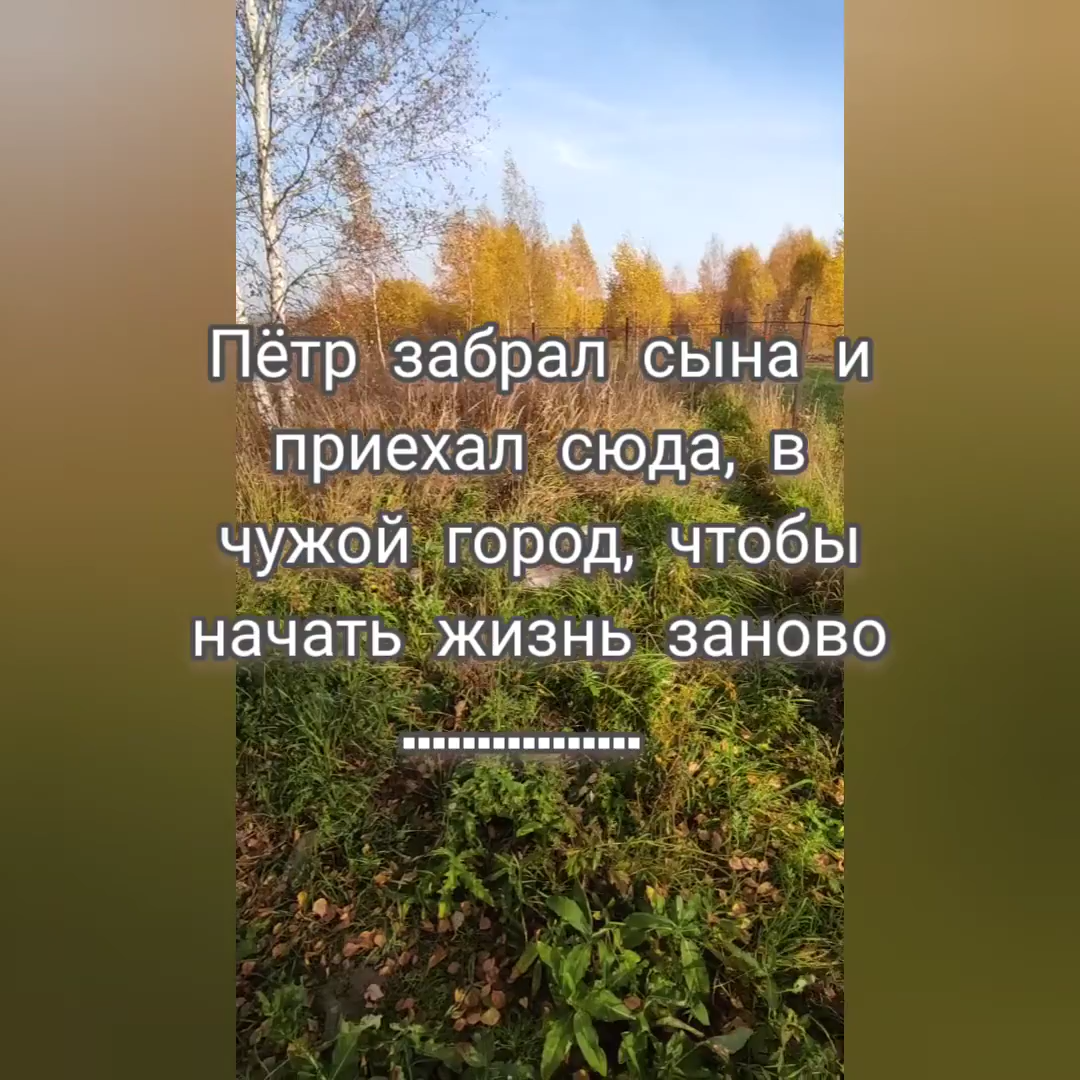 Пётр забрал сына и
приехал сюда, в
чужой город, чтобы
начать жизнь заново
................